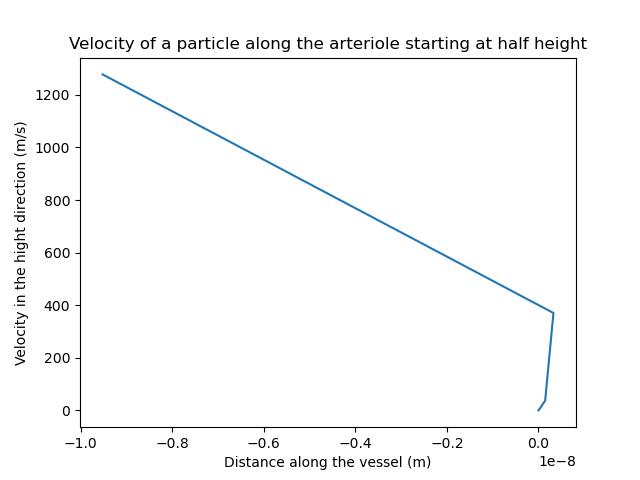 Velocity of a particle along the arteriole starting at half height
Velocity in the hight direction (m/s)
1200
1000
800
600
400
200
0
−1.0 −0.8 −0.6 −0.4 −0.2 0.0
1e−8
Distance along the vessel (m)